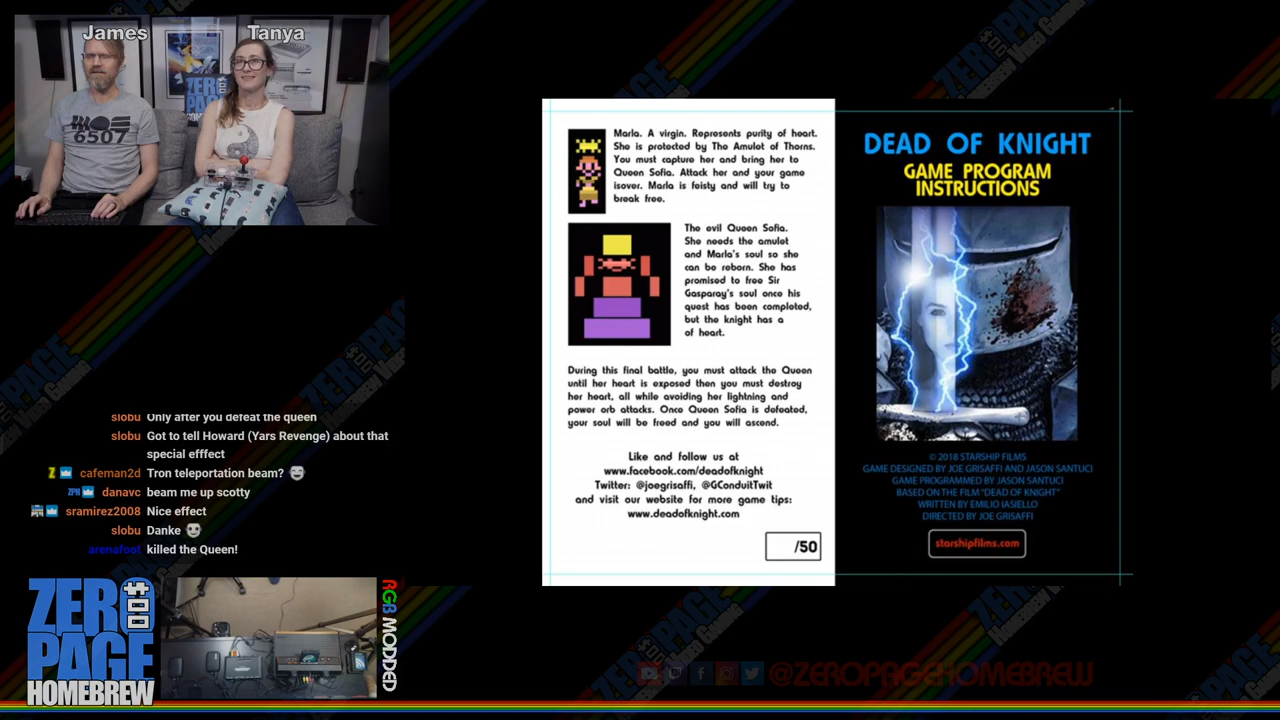 James
Tanya
MOS
6507
ZERO
PAGE
slobu Only after you defeat the queen
slobu Got to tell Howard (Yars Revenge) about that
special efffect
cafeman2d Tron teleportation beam?
danavc beam me up scotty
sramirez2008 Nice effect
slobu Danke
arenafoot killed the Queen!
ZERO
PAGE
HOMEBREW
RGB MODDED
Marla. A virgin. Represents purity of heart.
She is protected by The Amulet of Thorns.
You must capture her and bring her to
Queen Sofia. Attack her and your game
isover. Marla is feisty and will try to
break free.
The evil Queen Sofia.
She needs the amulet
and Marla's soul so she
can be reborn. She has
promised to free Sir
Gasparay's soul once his
quest has been completed,
but the knight has a
of heart.
During this final battle, you must attack the Queen
until her heart is exposed then you must destroy
her heart, all while avoiding her lightning and
power orb attacks. Once Queen Sofia is defeated,
your soul will be freed and you will ascend.
Like and follow us at
www.facebook.com/deadofknight
Twitter: @joegrisaffi, @GConduitTwit
and visit our website for more game tips:
www.deadofknight.com
/50
DEAD OF KNIGHT
GAME PROGRAM
INSTRUCTIONS
© 2018 STARSHIP FILMS
GAME DESIGNED BY JOE GRISAFFI AND JASON SANTUCI
GAME PROGRAMMED BY JASON SANTUCI
BASED ON THE FILM "DEAD OF KNIGHT"
WRITTEN BY EMILIO IASIELLO
DIRECTED BY JOE GRISAFFI
starshipfilms.com
@ZEROPAGEHOMEBREW